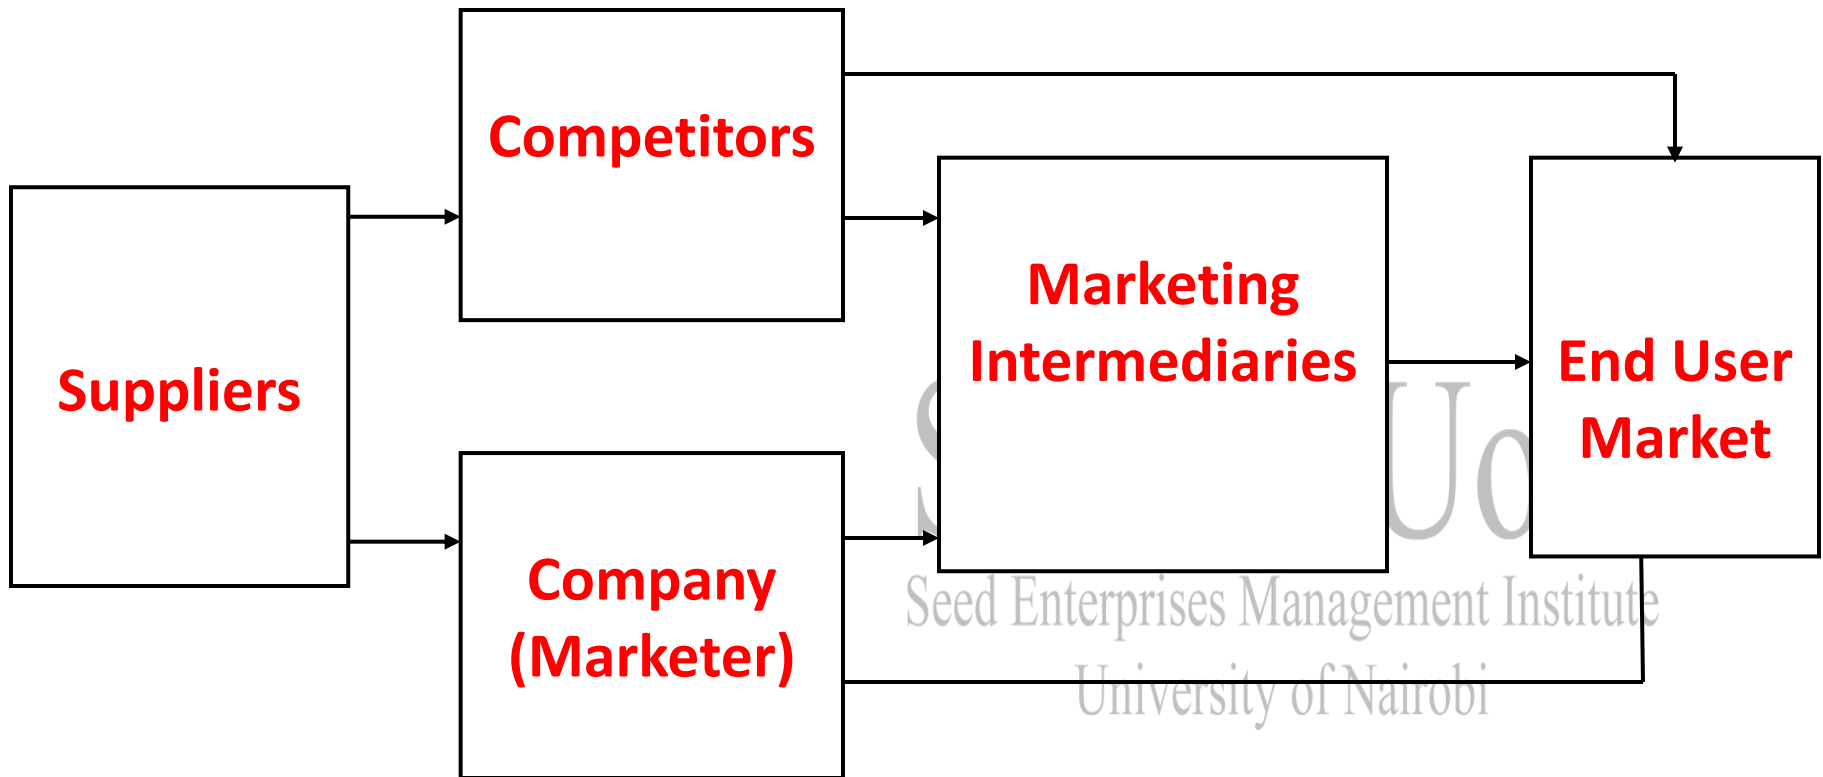 Competitors
Suppliers
Marketing
Intermediaries
End User
Market
Company
(Marketer)
Seed Enterprises Management Institute
University of Nairobi